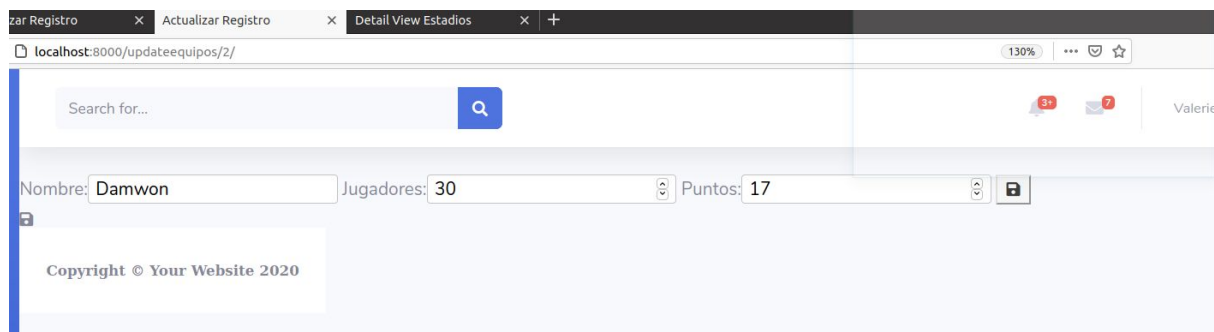 zar Registro Actualizar Registro Detail View Estadios
localhost:8000/updateequipos/2/ 130%
Search for... 3+ 7 Valerie
Nombre: Damwon Jugadores: 30 Puntos: 17
Copyright © Your Website 2020